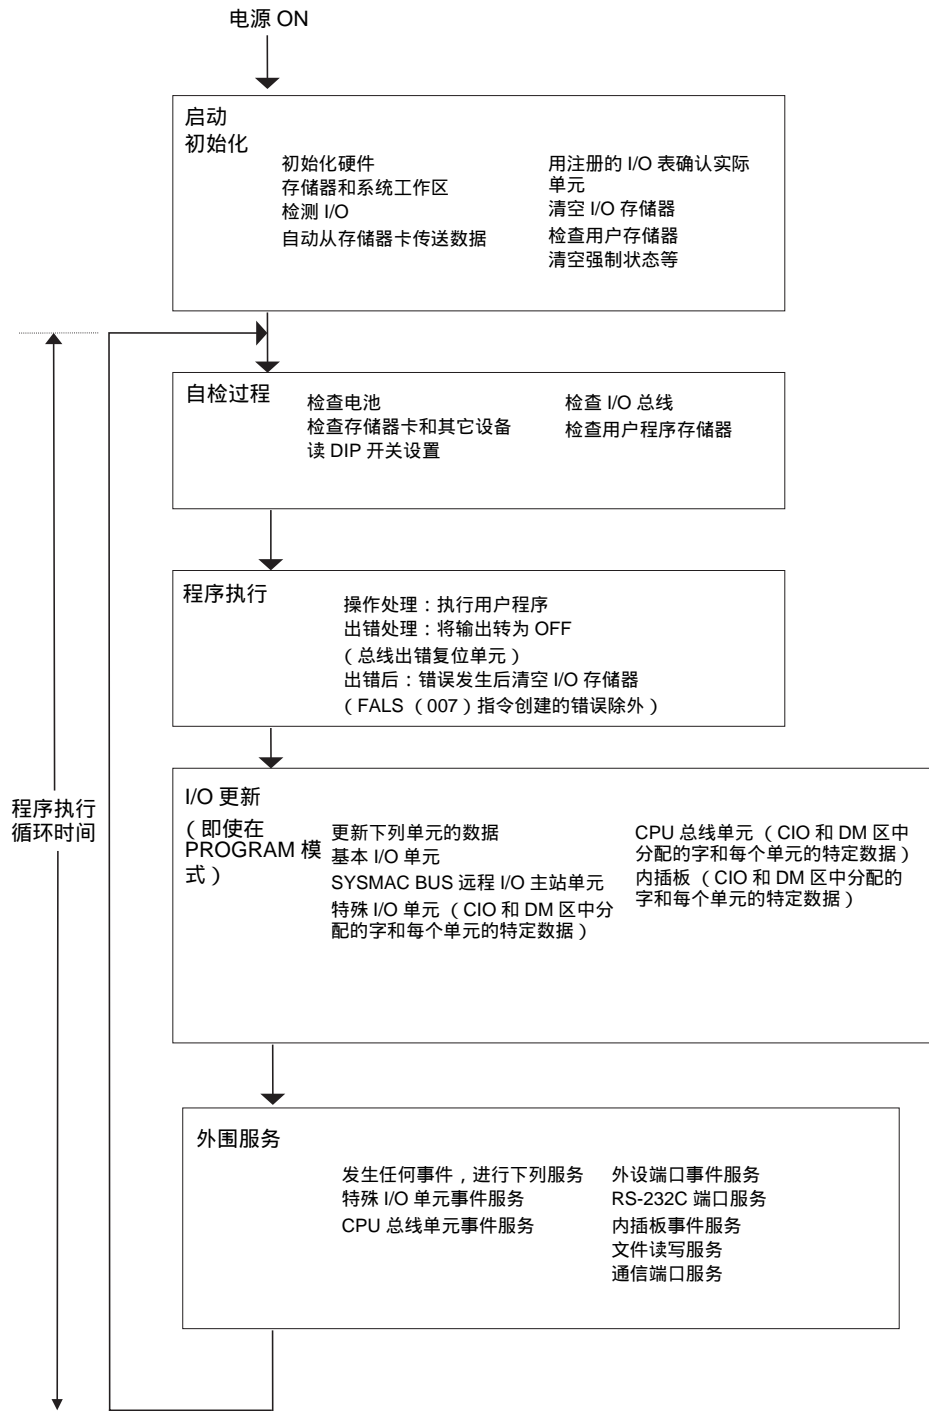 电源 ON
启动
初始化
初始化硬件
存储器和系统工作区
检测 I/O
自动从存储器卡传送数据
用注册的 I/O 表确认实际
单元
清空 I/O 存储器
检查用户存储器
清空强制状态等
自检过程
检查电池
检查存储器卡和其它设备
读 DIP 开关设置
检查 I/O 总线
检查用户程序存储器
程序执行
操作处理：执行用户程序
出错处理：将输出转为 OFF
（总线出错复位单元）
出错后：错误发生后清空 I/O 存储器
（FALS （007）指令创建的错误除外）
程序执行
循环时间
I/O 更新
（即使在
PROGRAM 模
式）
更新下列单元的数据
基本 I/O 单元
SYSMAC BUS 远程 I/O 主站单元
特殊 I/O 单元（CIO 和 DM 区中分
配的字和每个单元的特定数据）
CPU 总线单元（CIO 和 DM 区中
分配的字和每个单元的特定数据）
内插板（CIO 和 DM 区中分配的
字和每个单元的特定数据）
外围服务
发生任何事件，进行下列服务
特殊 I/O 单元事件服务
CPU 总线单元事件服务
外设端口事件服务
RS-232C 端口服务
内插板事件服务
文件读写服务
通信端口服务